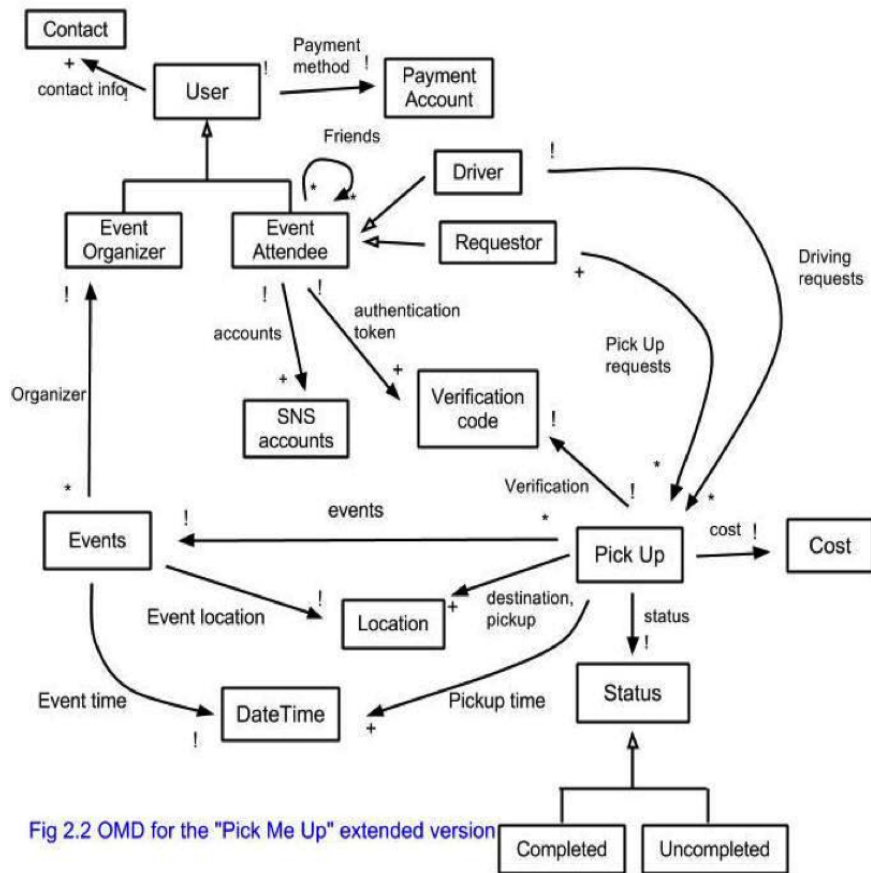 Contact
+
contact info
!
User
!
Payment
method
!
Payment
Account
Friends
*
*
Driver
!
Event
Organizer
Event
Attendee
Requestor
+
!
!
!
Driving
requests
accounts
authentication
token
Pick Up
requests
+
+
Organizer
SNS
accounts
Verification
code
!
*
Verification
!
*
*
events
!
*
cost
!
Events
Pick Up
Cost
Event location
!
Location
+
destination,
pickup
status
!
Event time
!
DateTime
+
Pickup time
Status
Fig 2.2 OMD for the "Pick Me Up" extended version
Completed
Uncompleted